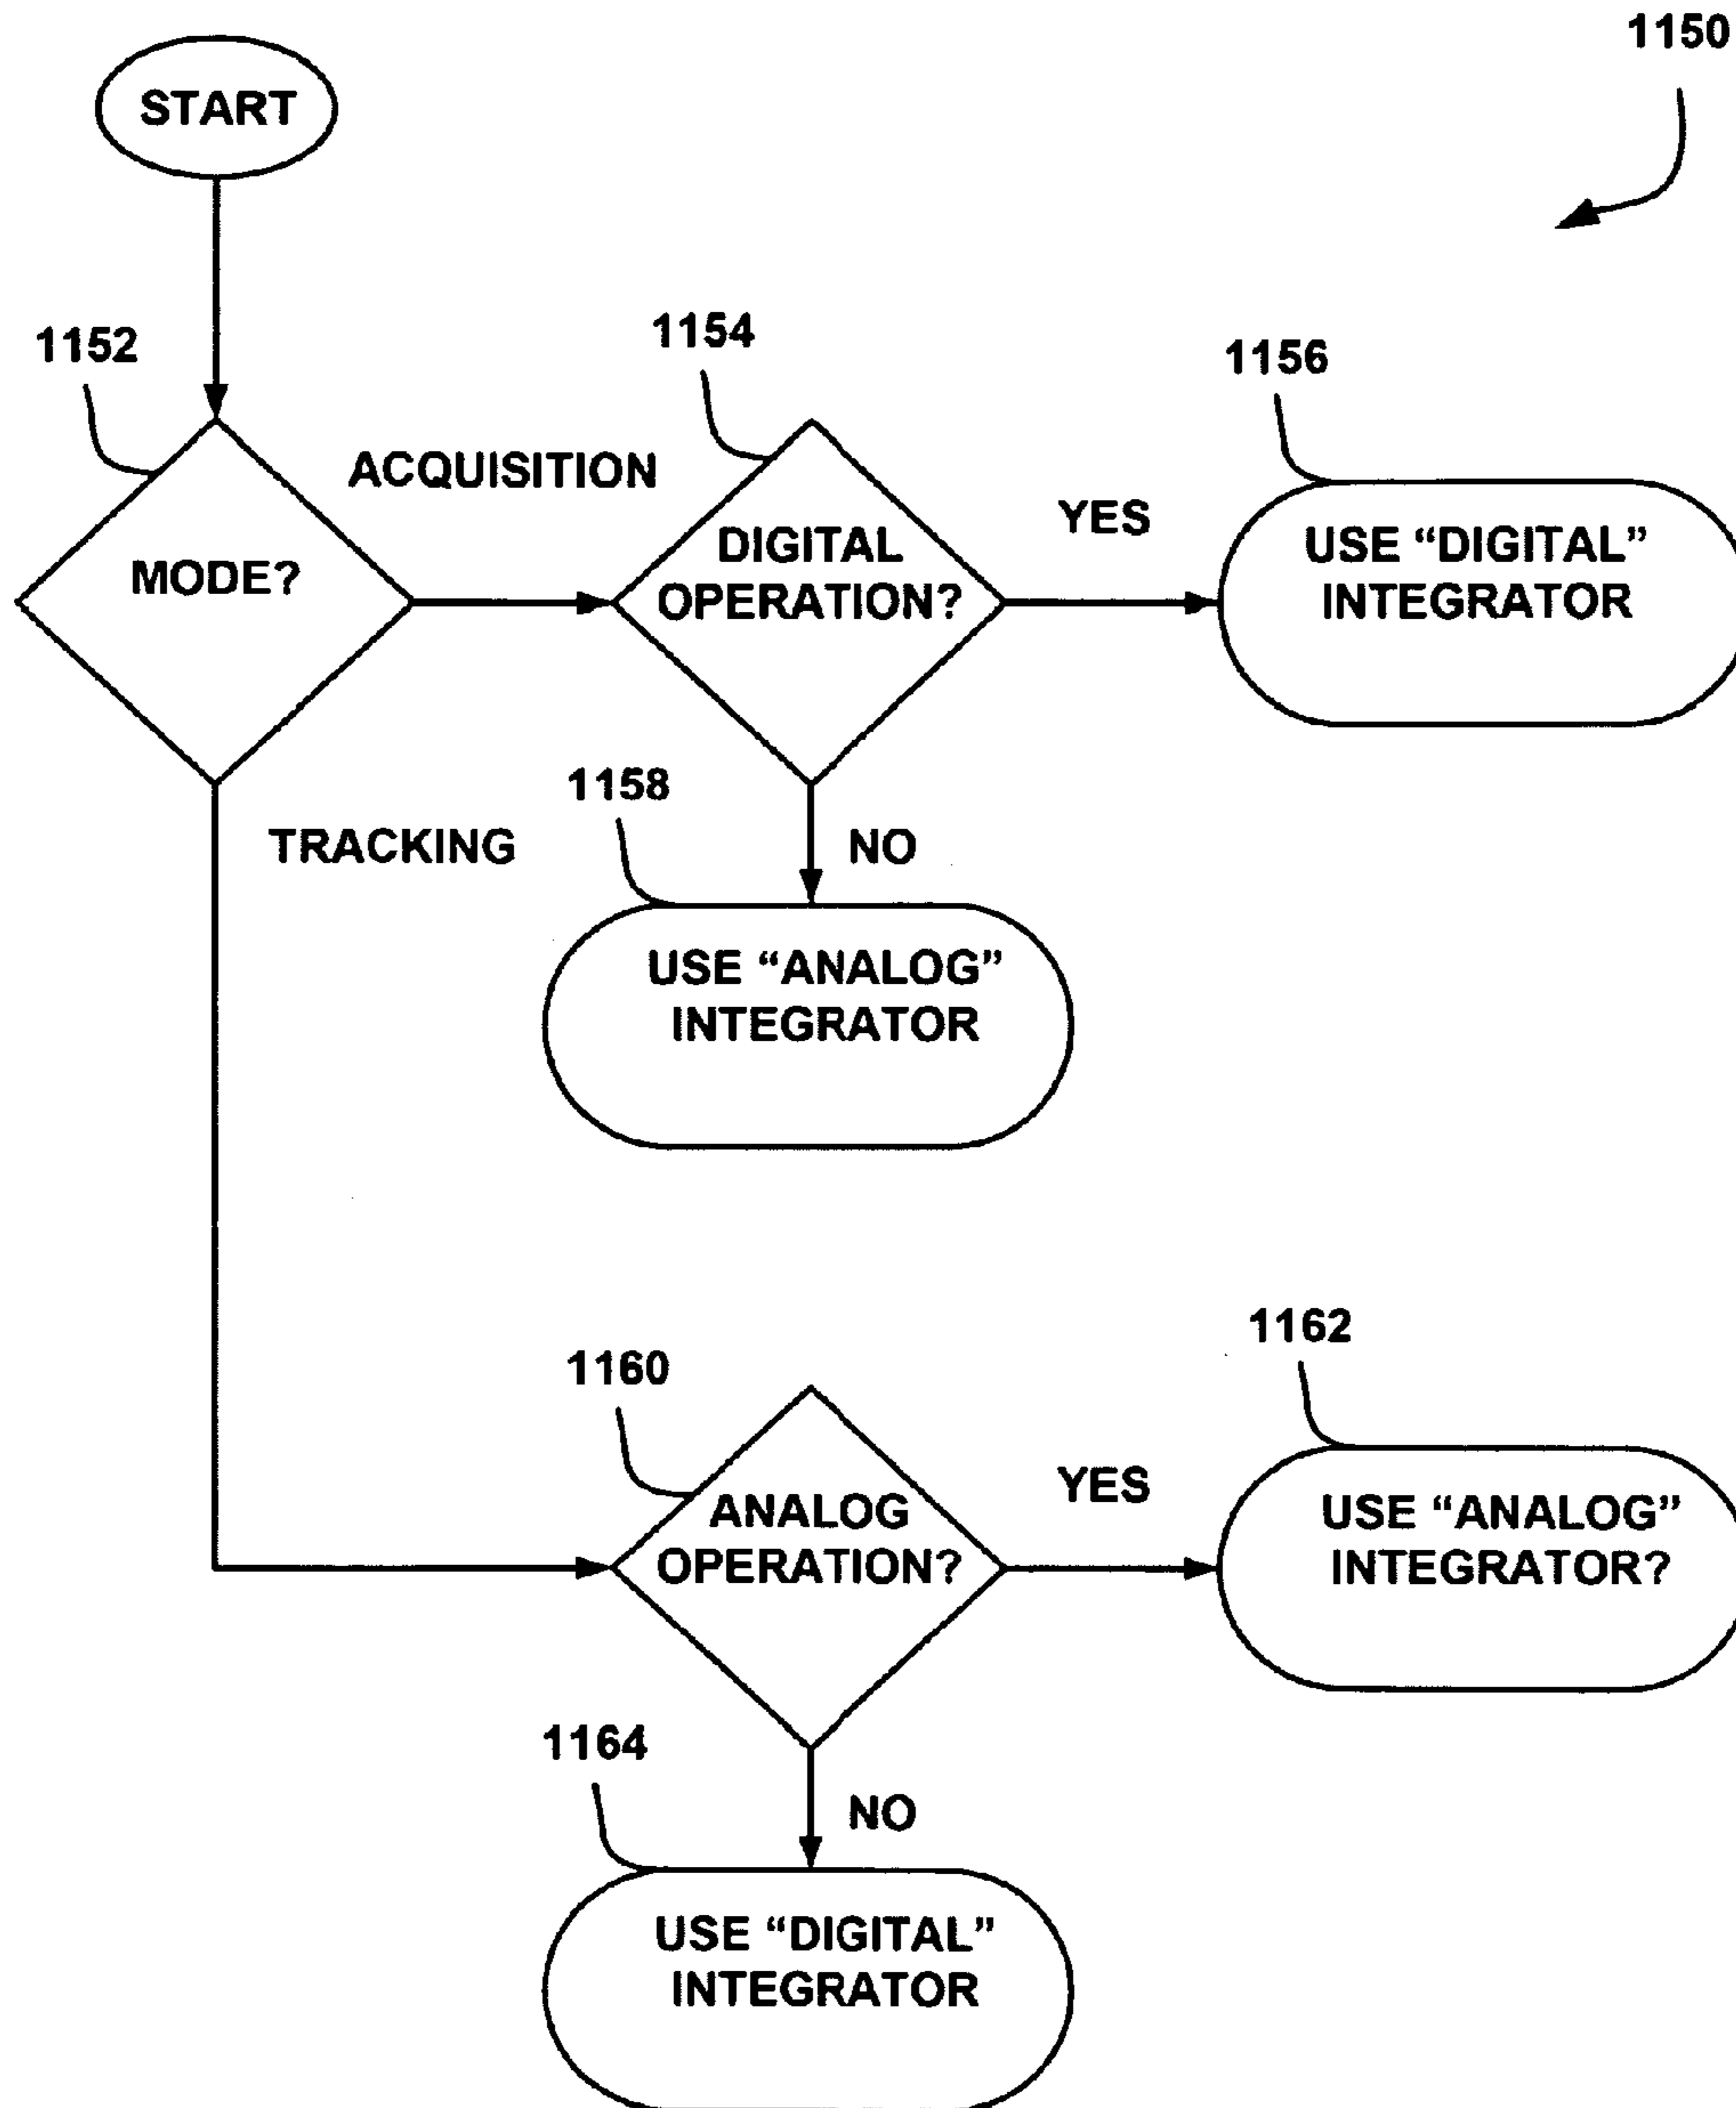 1150
START
1152
1154
1156
ACQUISITION
MODE?
DIGITAL
OPERATION?
YES
USE “DIGITAL”
INTEGRATOR
1158
TRACKING
NO
USE “ANALOG”
INTEGRATOR
1160
1162
ANALOG
OPERATION?
YES
USE “ANALOG”
INTEGRATOR?
1164
NO
USE “DIGITAL”
INTEGRATOR